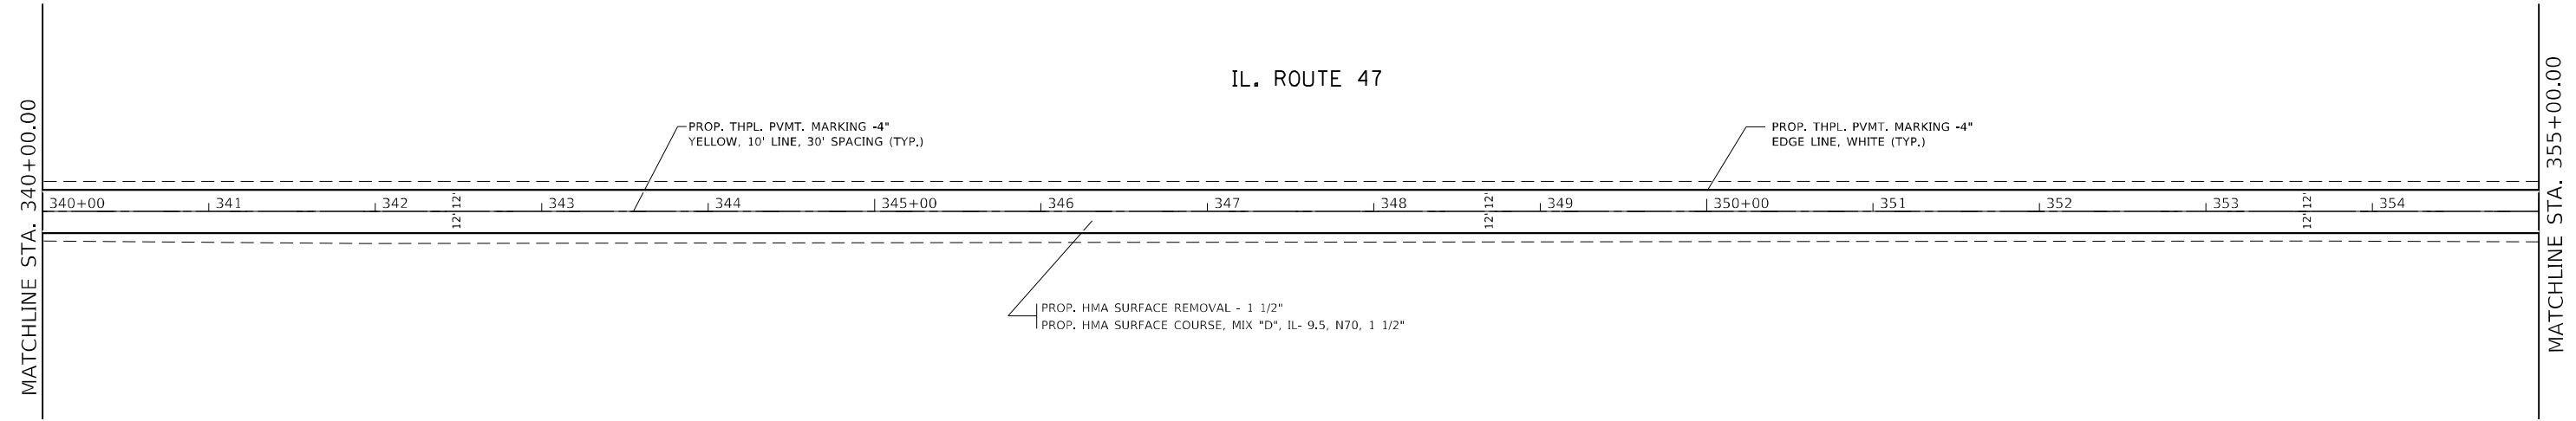 IL. ROUTE 47
MATCHLINE STA. 340+00.00
PROP. THPL. PVMT. MARKING -4"
YELLOW, 10' LINE, 30' SPACING (TYP.)
PROP. THPL. PVMT. MARKING -4"
EDGE LINE, WHITE (TYP.)
340+00 341 342 343 344 345+00 346 347 348 349 350+00 351 352 353 354
12' 12'
12' 12'
12' 12'
PROP. HMA SURFACE REMOVAL - 1 1/2"
PROP. HMA SURFACE COURSE, MIX "D", IL- 9.5, N70, 1 1/2"
MATCHLINE STA. 355+00.00